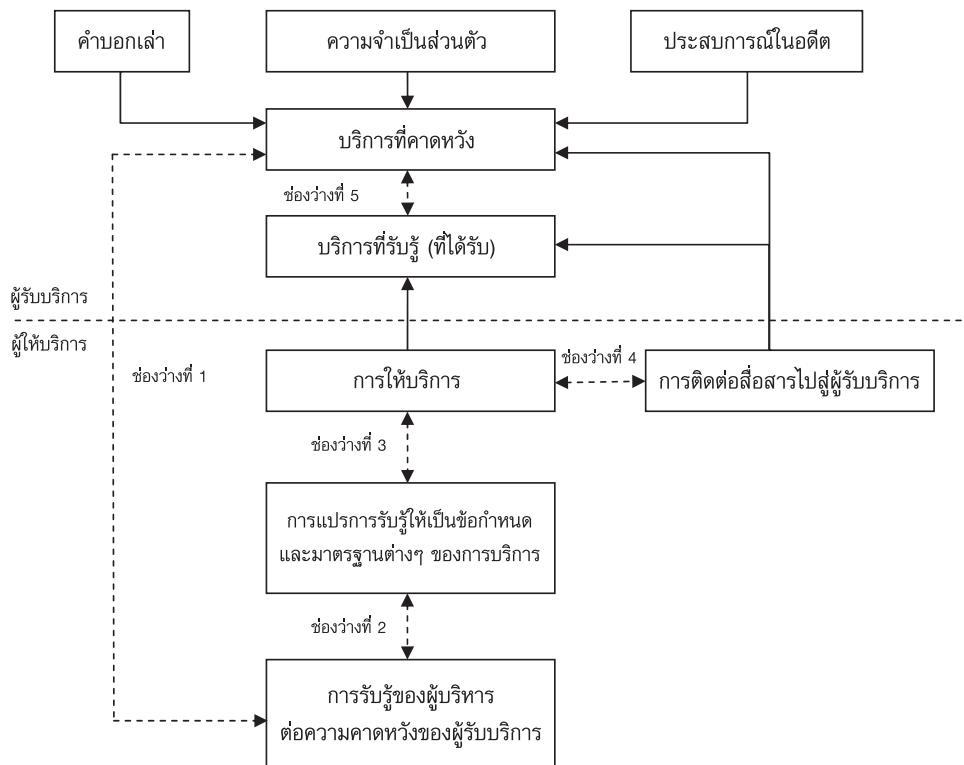 คำบอกเล่า
ความจำเป็นส่วนตัว
ประสบการณ์ในอดีต
บริการที่คาดหวัง
ช่องว่างที่ 5
บริการที่รับรู้ (ที่ได้รับ)
ผู้รับบริการ
ผู้ให้บริการ
ช่องว่างที่ 1
การให้บริการ
ช่องว่างที่ 4
การติดต่อสื่อสารไปสู่ผู้รับบริการ
ช่องว่างที่ 3
การแปรการรับรู้ให้เป็นข้อกำหนด
และมาตรฐานต่างๆ ของการบริการ
ช่องว่างที่ 2
การรับรู้ของผู้บริหาร
ต่อความคาดหวังของผู้รับบริการ